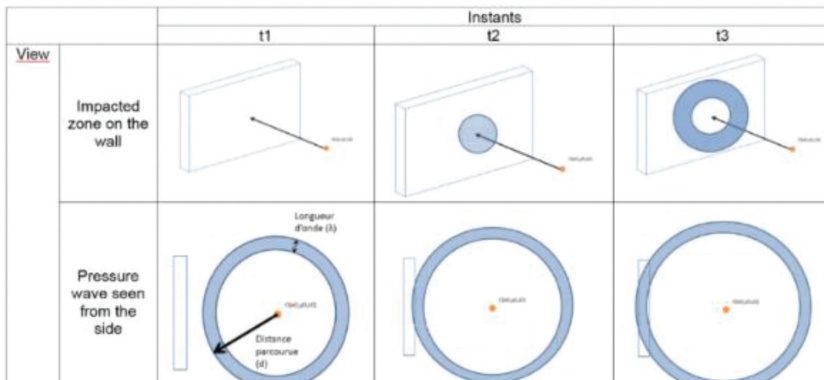 Instants
t1
t2
t3
View
Impacted
zone on the
wall
Pressure
wave seen
from the
side
Longueur
d'onde (λ)
Distance
parcourue
(d)